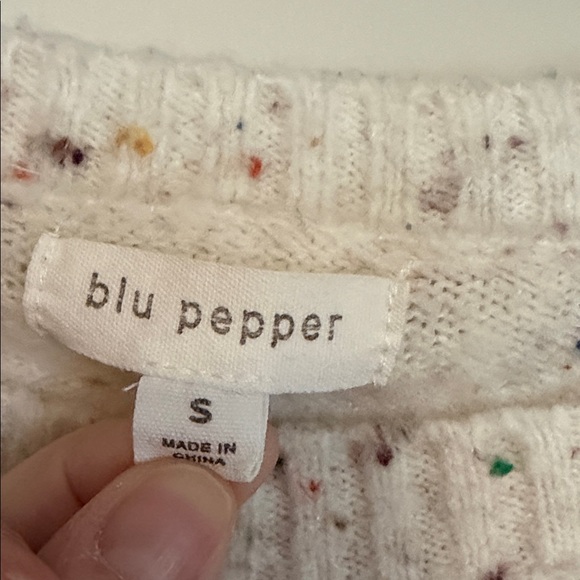 blu pepper
S
MADE IN
CHINA